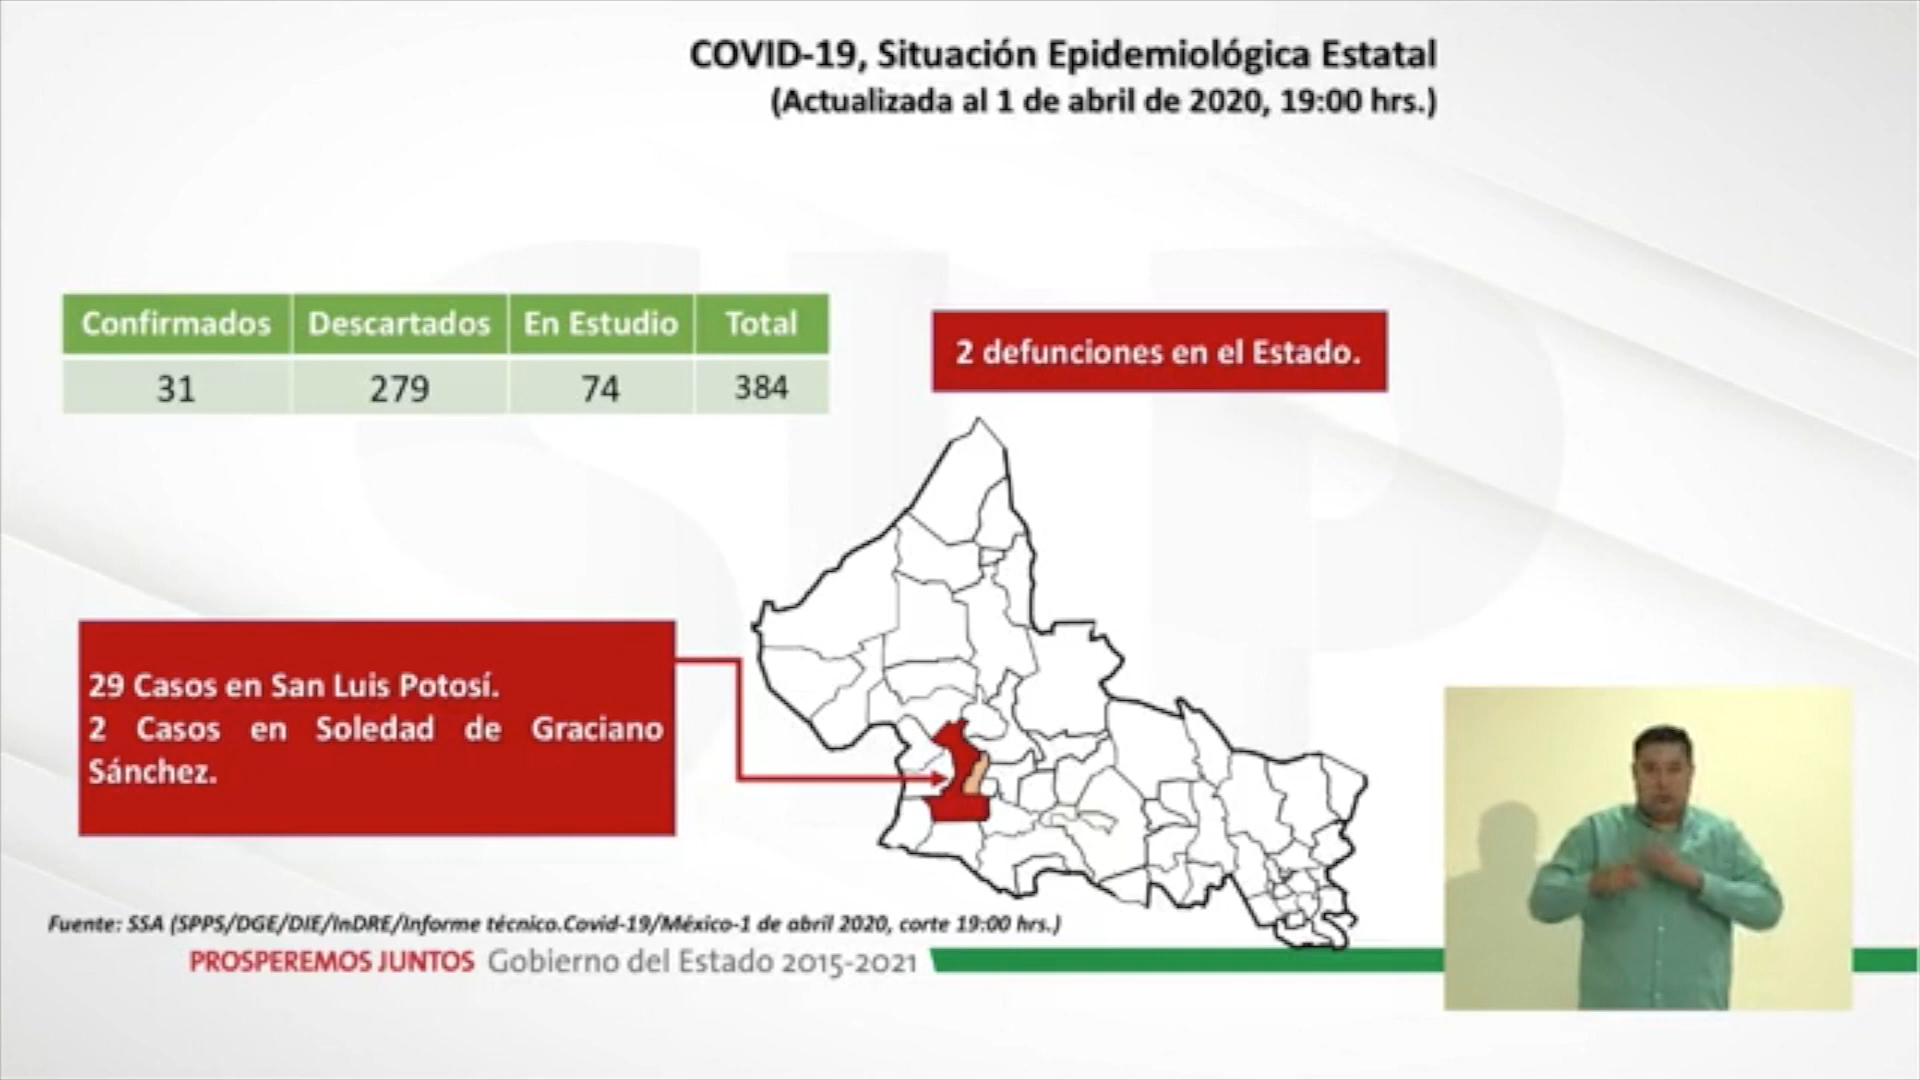 COVID-19, Situación Epidemiológica Estatal
(Actualizada al 1 de abril de 2020, 19:00 hrs.)
Confirmados Descartados En Estudio Total
31 279 74 384
2 defunciones en el Estado.
29 Casos en San Luis Potosí.
2 Casos en Soledad de Graciano
Sánchez.
Fuente: SSA (SPPS/DGE/DIE/InDRE/Informe técnico.Covid-19/México-1 de abril 2020, corte 19:00 hrs.)
PROSPEREMOS JUNTOS Gobierno del Estado 2015-2021
SLP